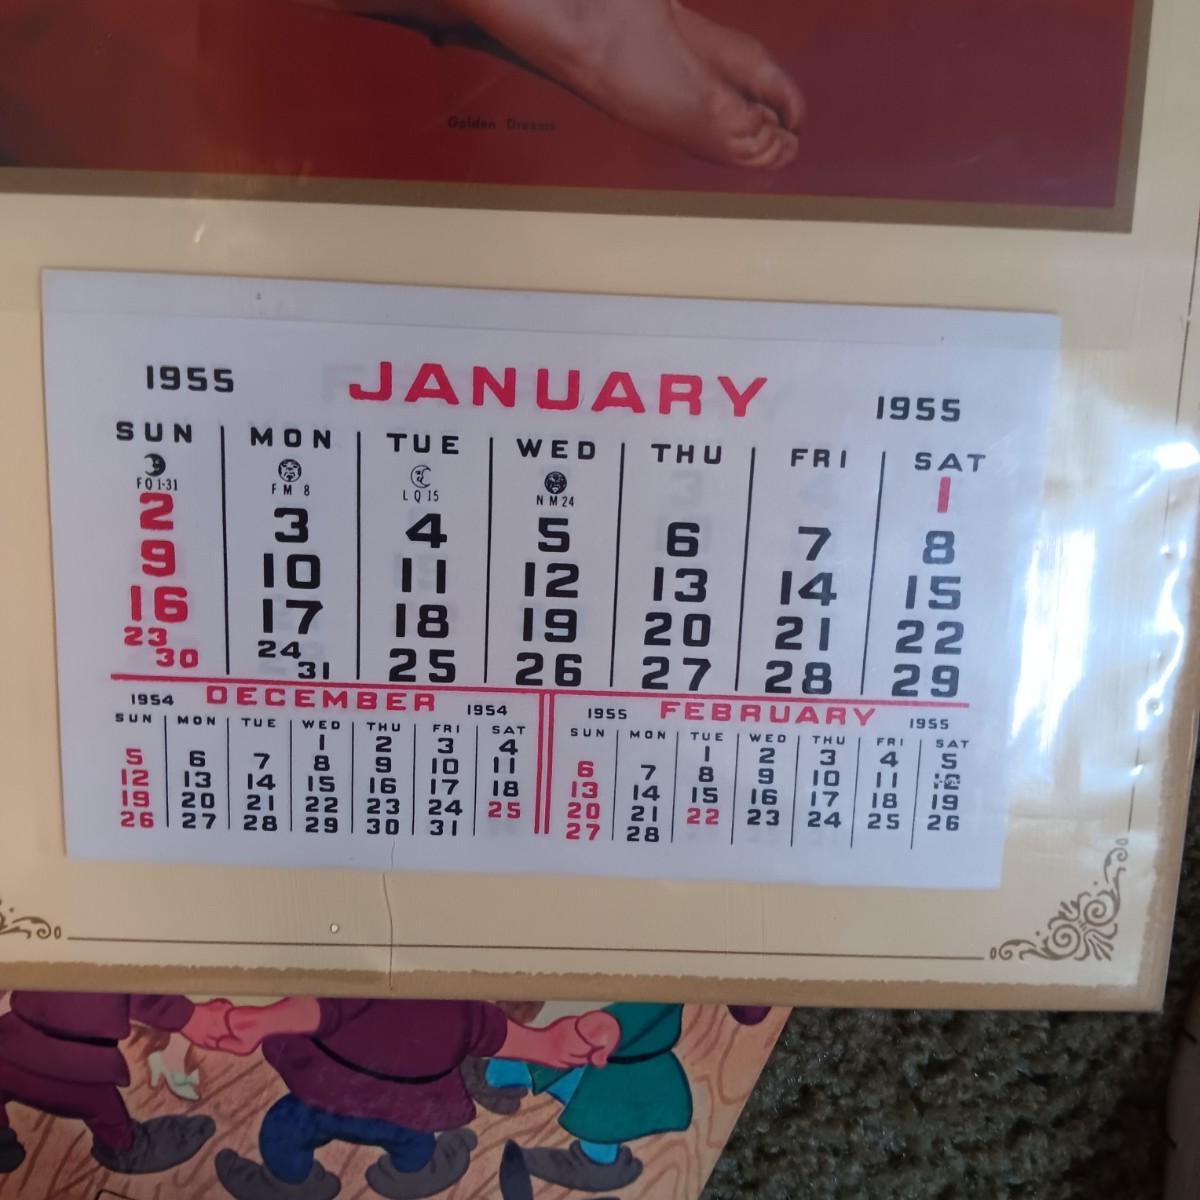 Golden Dreams
1955 JANUARY 1955
SUN MON TUE WED THU FRI SAT
FQ 1-31 FM 8 LQ 15 NM 24 1
2 3 4 5 6 7 8
9 10 11 12 13 14 15
16 17 18 19 20 21 22
23 24 25 26 27 28 29
30 31
1954 DECEMBER 1954
SUN MON TUE WED THU FRI SAT
1 2 3 4
5 6 7 8 9 10 11
12 13 14 15 16 17 18
19 20 21 22 23 24 25
26 27 28 29 30 31
1955 FEBRUARY 1955
SUN MON TUE WED THU FRI SAT
1 2 3 4 5
6 7 8 9 10 11 12
13 14 15 16 17 18 19
20 21 22 23 24 25 26
27 28